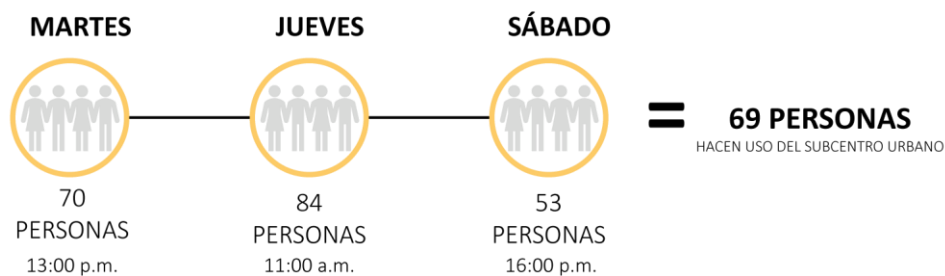 MARTES
JUEVES
SÁBADO
= 69 PERSONAS
HACEN USO DEL SUBCENTRO URBANO
70
PERSONAS
13:00 p.m.
84
PERSONAS
11:00 a.m.
53
PERSONAS
16:00 p.m.